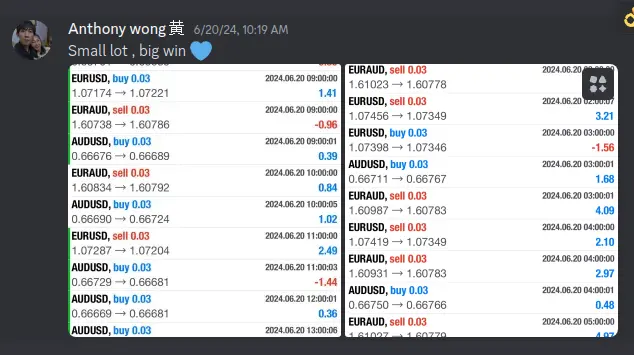 Anthony wong 黄 6/20/24, 10:19 AM
Small lot , big win
EURUSD, buy 0.03 2024.06.20 09:00:00
1.07174 → 1.07221 1.41
EURAUD, sell 0.03 2024.06.20 09:00:00
1.60738 → 1.60786 -0.96
AUDUSD, buy 0.03 2024.06.20 09:00:01
0.66676 → 0.66689 0.39
EURAUD, sell 0.03 2024.06.20 10:00:00
1.60834 → 1.60792 0.84
AUDUSD, buy 0.03 2024.06.20 10:00:05
0.66690 → 0.66724 1.02
EURUSD, sell 0.03 2024.06.20 11:00:00
1.07287 → 1.07204 2.49
AUDUSD, buy 0.03 2024.06.20 11:00:03
0.66729 → 0.66681 -1.44
AUDUSD, buy 0.03 2024.06.20 12:00:01
0.66669 → 0.66681 0.36
AUDUSD, buy 0.03 2024.06.20 13:00:06
EURAUD, sell 0.03
1.61023 → 1.60778
EURUSD, sell 0.03 2024.06.20 02:00:07
1.07456 → 1.07349 3.21
EURUSD, buy 0.03 2024.06.20 03:00:00
1.07398 → 1.07346 -1.56
AUDUSD, buy 0.03 2024.06.20 03:00:01
0.66711 → 0.66767 1.68
EURAUD, sell 0.03 2024.06.20 03:00:01
1.60987 → 1.60783 4.09
EURUSD, sell 0.03 2024.06.20 04:00:00
1.07419 → 1.07349 2.10
EURAUD, sell 0.03 2024.06.20 04:00:00
1.60931 → 1.60783 2.97
AUDUSD, buy 0.03 2024.06.20 04:00:01
0.66750 → 0.66766 0.48
EURAUD, sell 0.03 2024.06.20 05:00:00
1.61027 → 1.60779 4.97